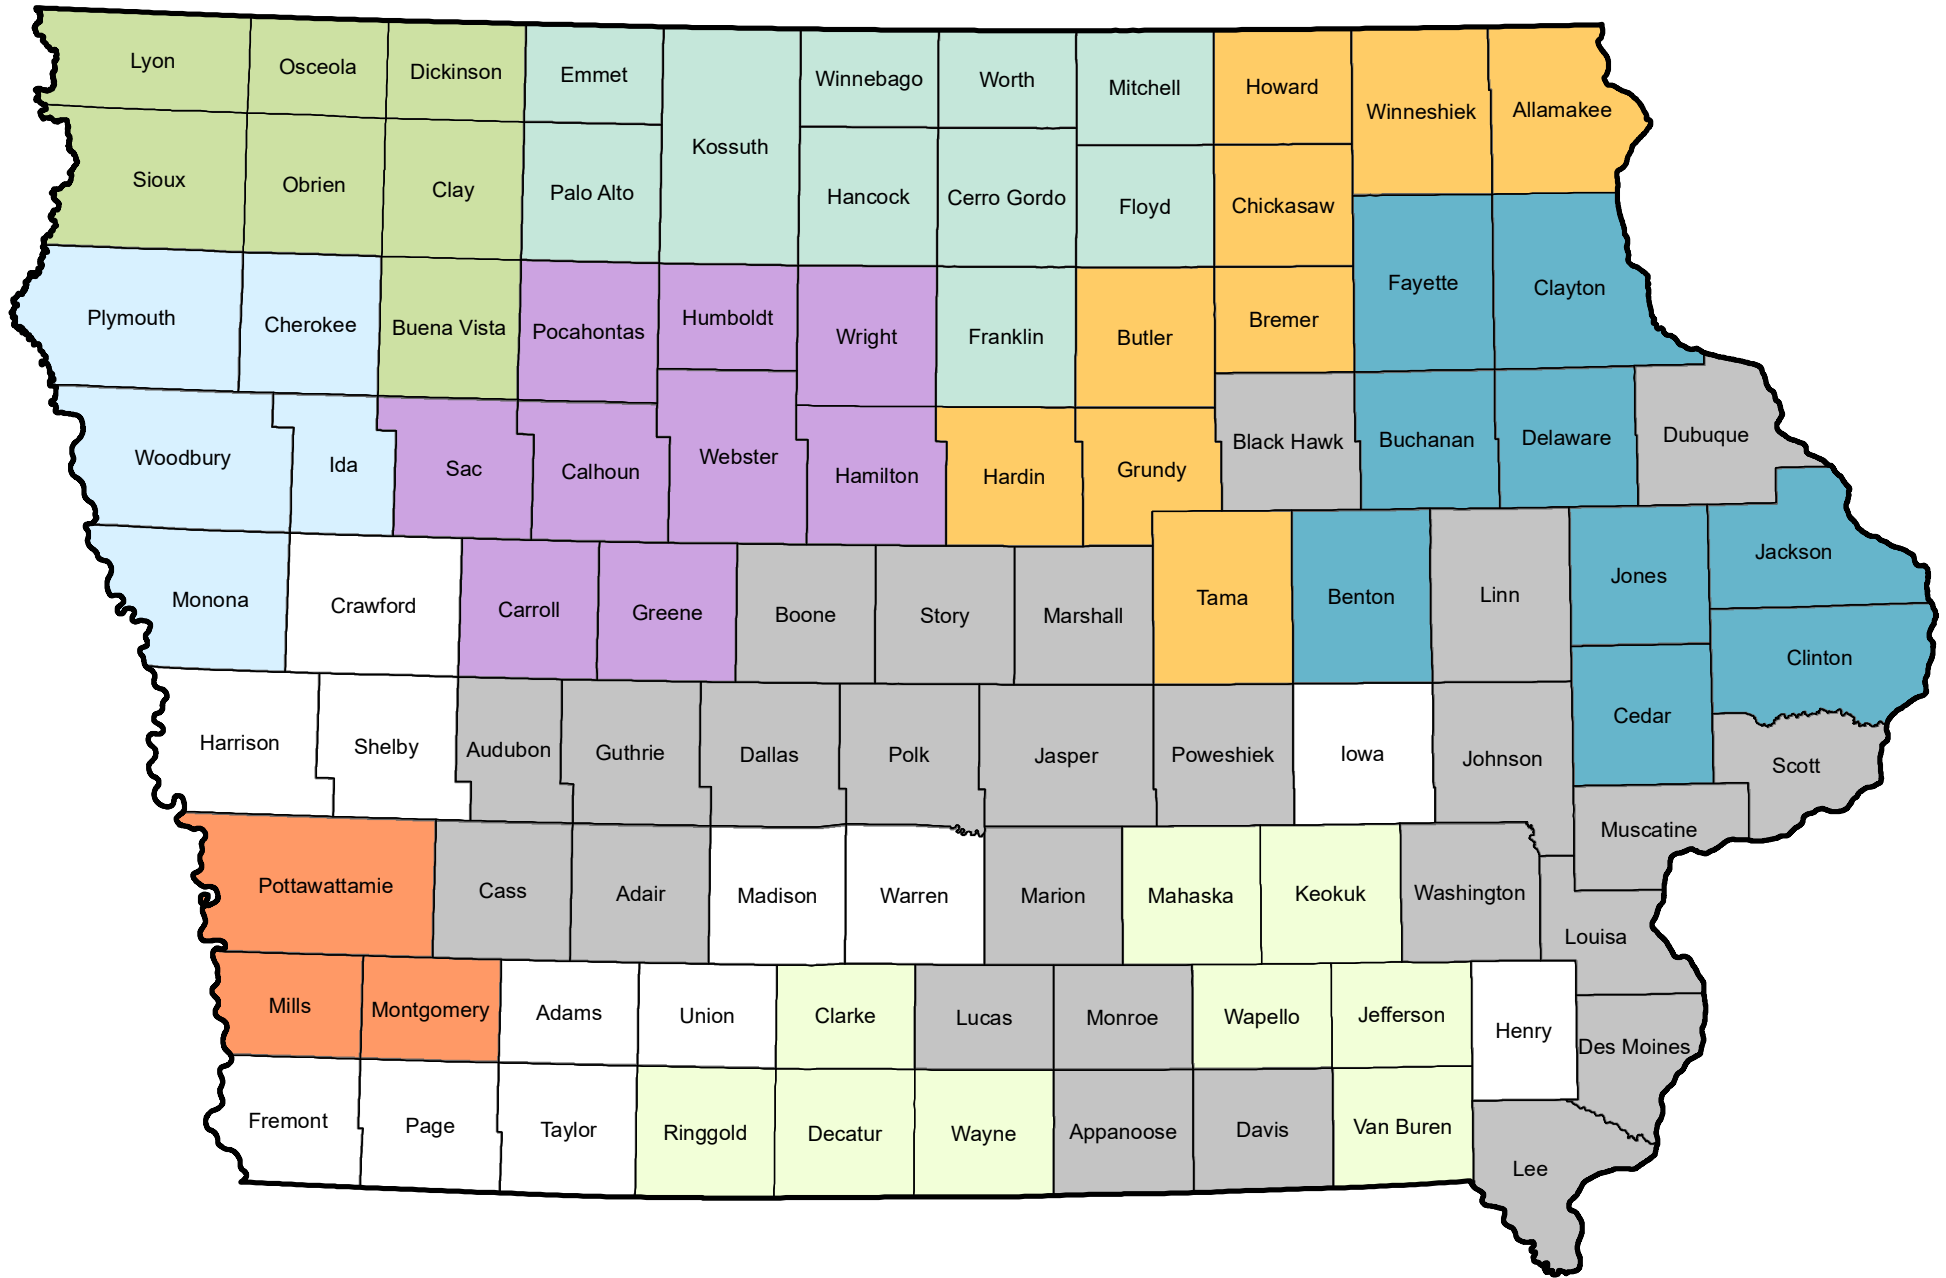 Lyon
Osceola
Dickinson
Emmet
Kossuth
Winnebago
Worth
Mitchell
Howard
Winneshiek
Allamakee
Sioux
Obrien
Clay
Palo Alto
Hancock
Cerro Gordo
Floyd
Chickasaw
Fayette
Clayton
Plymouth
Cherokee
Buena Vista
Pocahontas
Humboldt
Wright
Franklin
Butler
Bremer
Woodbury
Ida
Sac
Calhoun
Webster
Hamilton
Hardin
Grundy
Black Hawk
Buchanan
Delaware
Dubuque
Monona
Crawford
Carroll
Greene
Boone
Story
Marshall
Tama
Benton
Linn
Jones
Jackson
Clinton
Harrison
Shelby
Audubon
Guthrie
Dallas
Polk
Jasper
Poweshiek
Iowa
Johnson
Cedar
Scott
Muscatine
Pottawattamie
Cass
Adair
Madison
Warren
Marion
Mahaska
Keokuk
Washington
Louisa
Mills
Montgomery
Adams
Union
Clarke
Lucas
Monroe
Wapello
Jefferson
Henry
Des Moines
Fremont
Page
Taylor
Ringgold
Decatur
Wayne
Appanoose
Davis
Van Buren
Lee